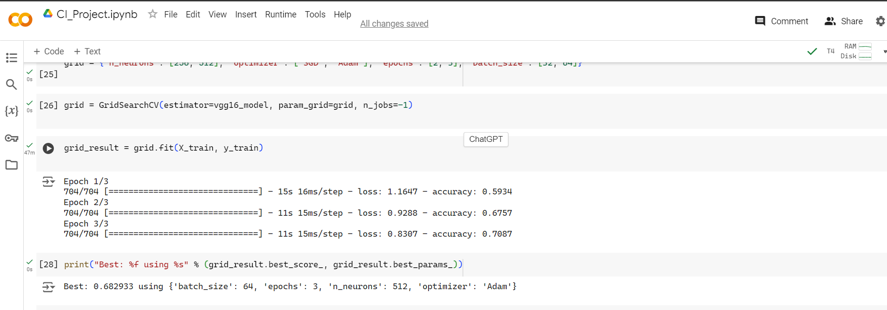 CI_Project.ipynb
File Edit View Insert Runtime Tools Help All changes saved
Comment Share
+ Code + Text
T4 RAM Disk
grid = {'n_neurons': [256, 512], 'optimizer': ['SGD', 'Adam'], 'epochs': [2, 3], 'batch_size': [32, 64]}
0s [25]
[26] grid = GridSearchCV(estimator=vgg16_model, param_grid=grid, n_jobs=-1)
0s
ChatGPT
grid_result = grid.fit(X_train, y_train)
47m
Epoch 1/3
704/704 [==============================] - 15s 16ms/step - loss: 1.1647 - accuracy: 0.5934
Epoch 2/3
704/704 [==============================] - 11s 15ms/step - loss: 0.9288 - accuracy: 0.6757
Epoch 3/3
704/704 [==============================] - 11s 15ms/step - loss: 0.8307 - accuracy: 0.7087
[28] print("Best: %f using %s" % (grid_result.best_score_, grid_result.best_params_))
0s
Best: 0.682933 using {'batch_size': 64, 'epochs': 3, 'n_neurons': 512, 'optimizer': 'Adam'}